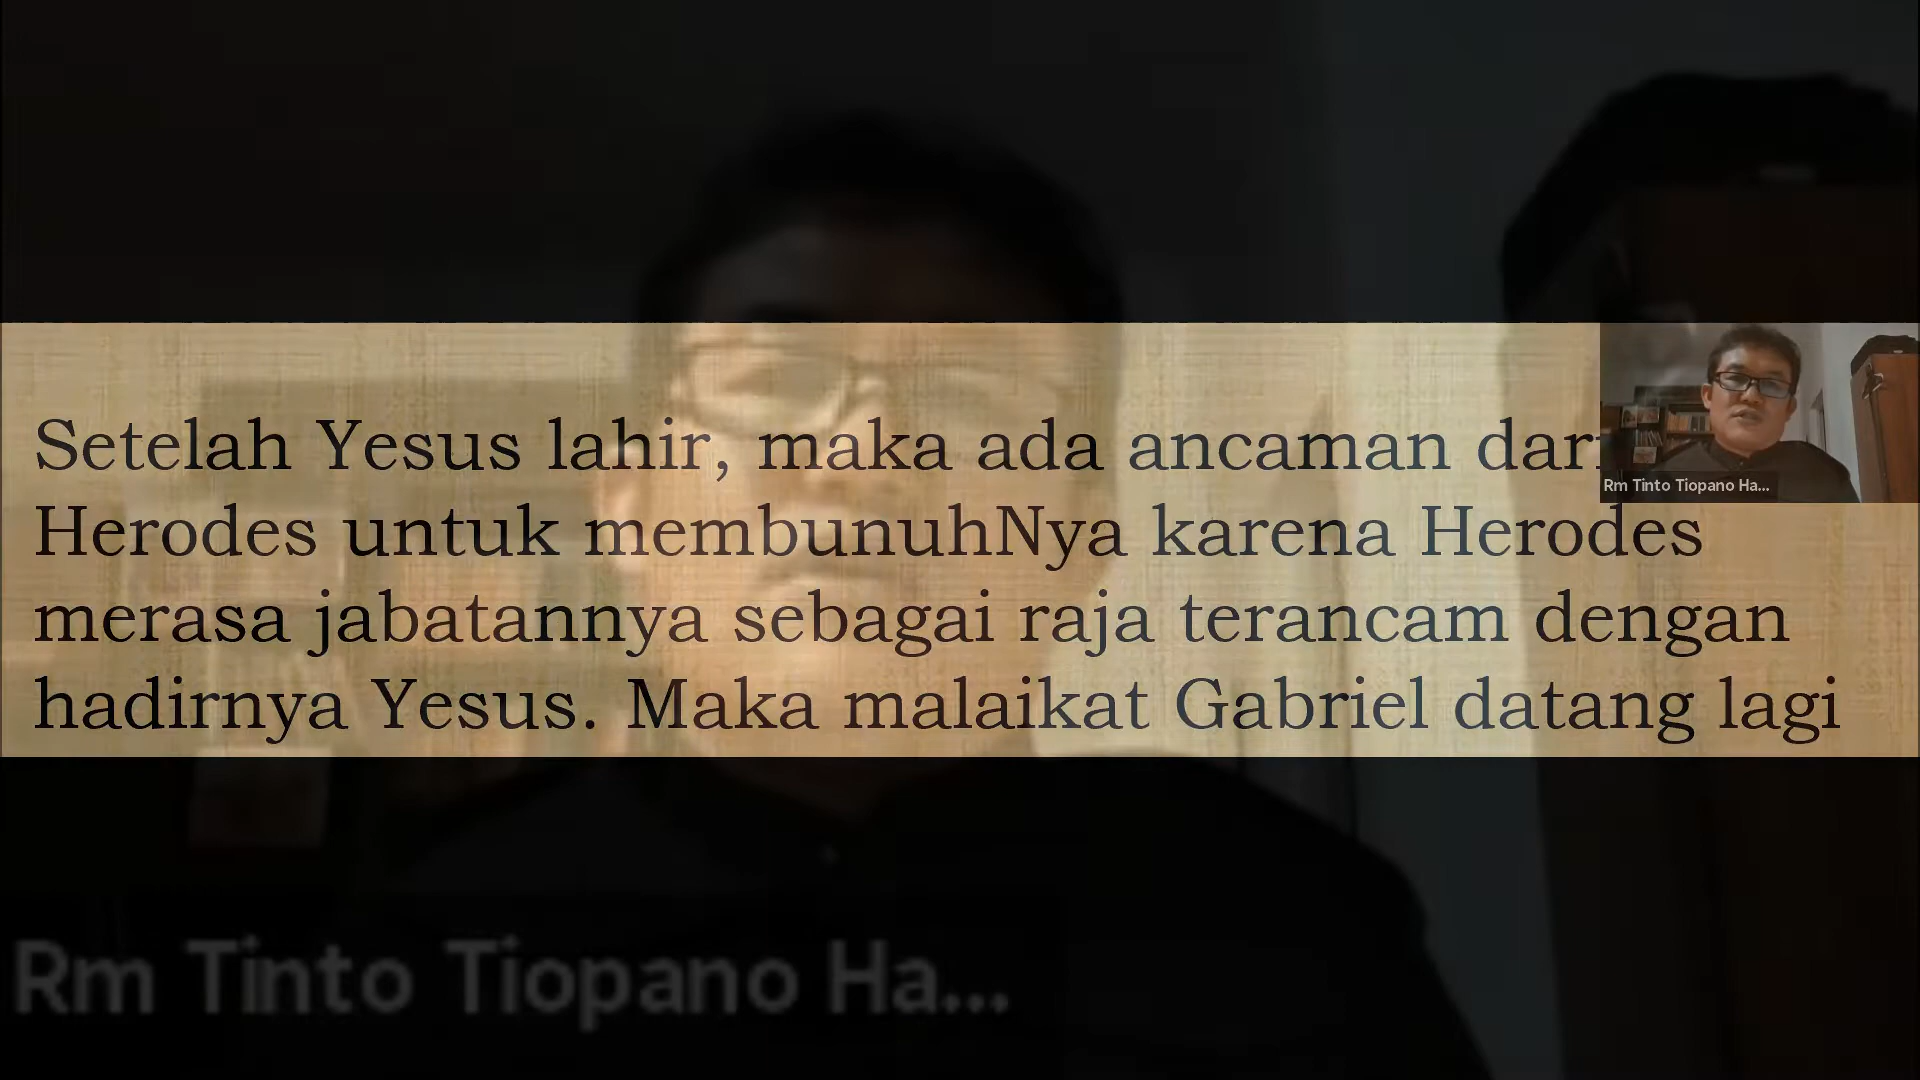 Setelah Yesus lahir, maka ada ancaman dari
Herodes untuk membunuhNya karena Herodes
merasa jabatannya sebagai raja terancam dengan
hadirnya Yesus. Maka malaikat Gabriel datang lagi
Rm Tinto Tiopano Ha...
Rm Tinto Tiopano Ha...